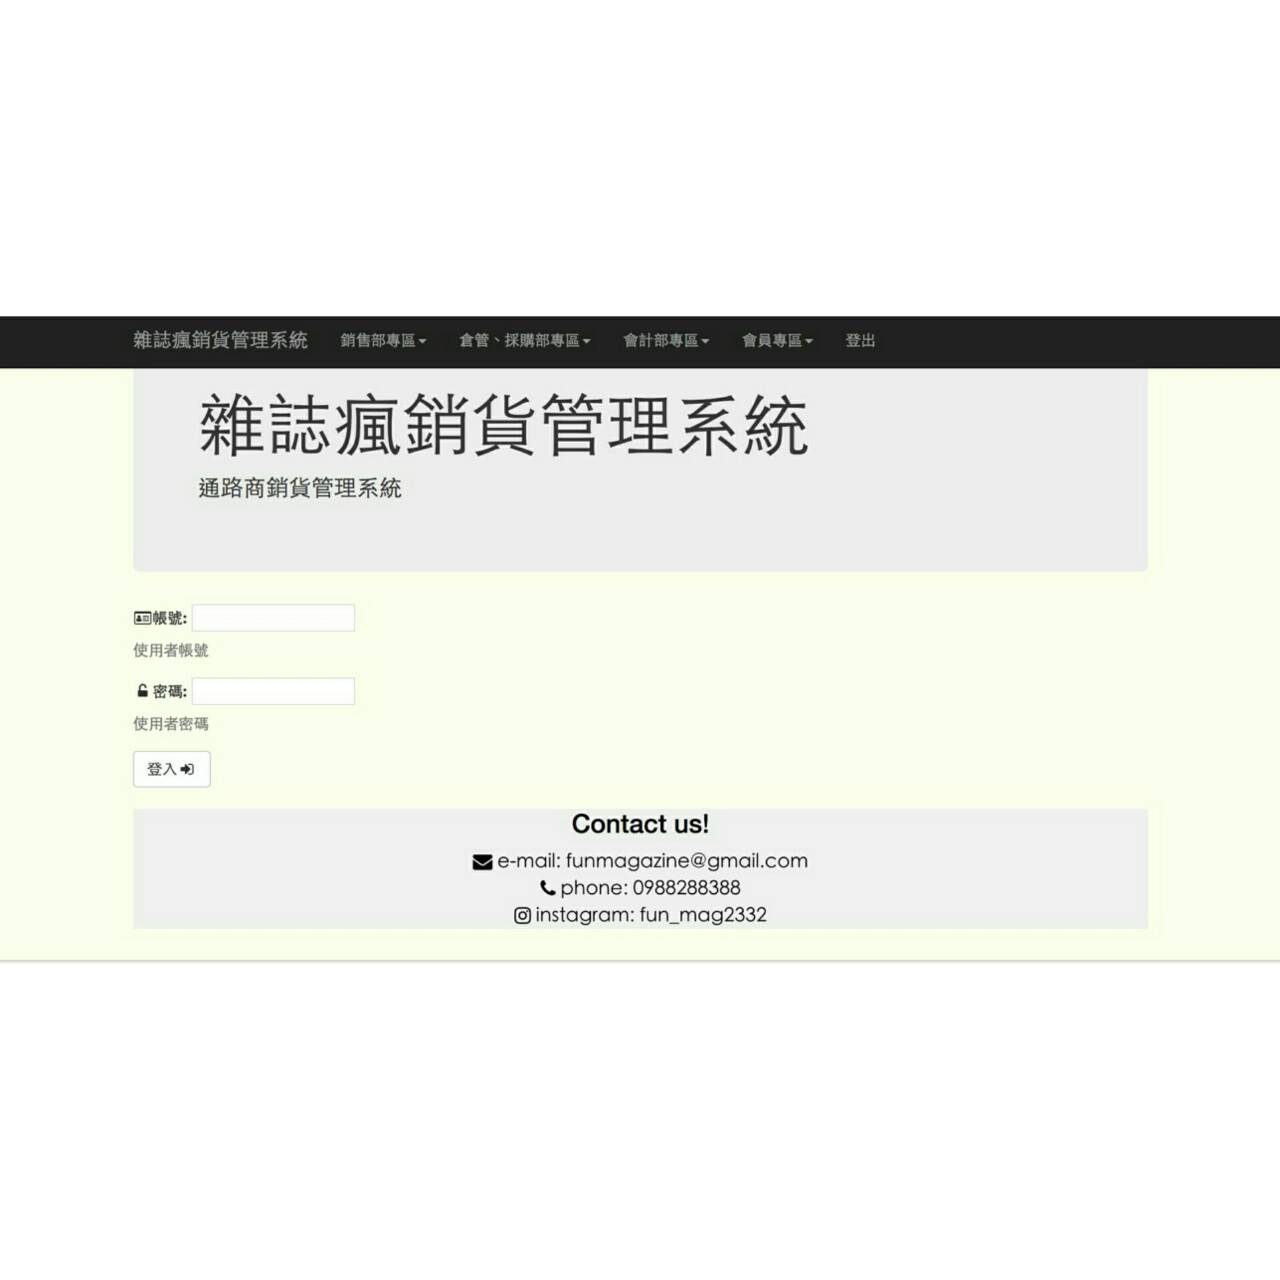 雜誌瘋銷貨管理系統 銷售部專區 倉管、採購部專區 會計部專區 會員專區 登出
雜誌瘋銷貨管理系統
通路商銷貨管理系統
帳號:
使用者帳號
密碼:
使用者密碼
登入
Contact us!
e-mail: funmagazine@gmail.com
phone: 0988288388
instagram: fun_mag2332